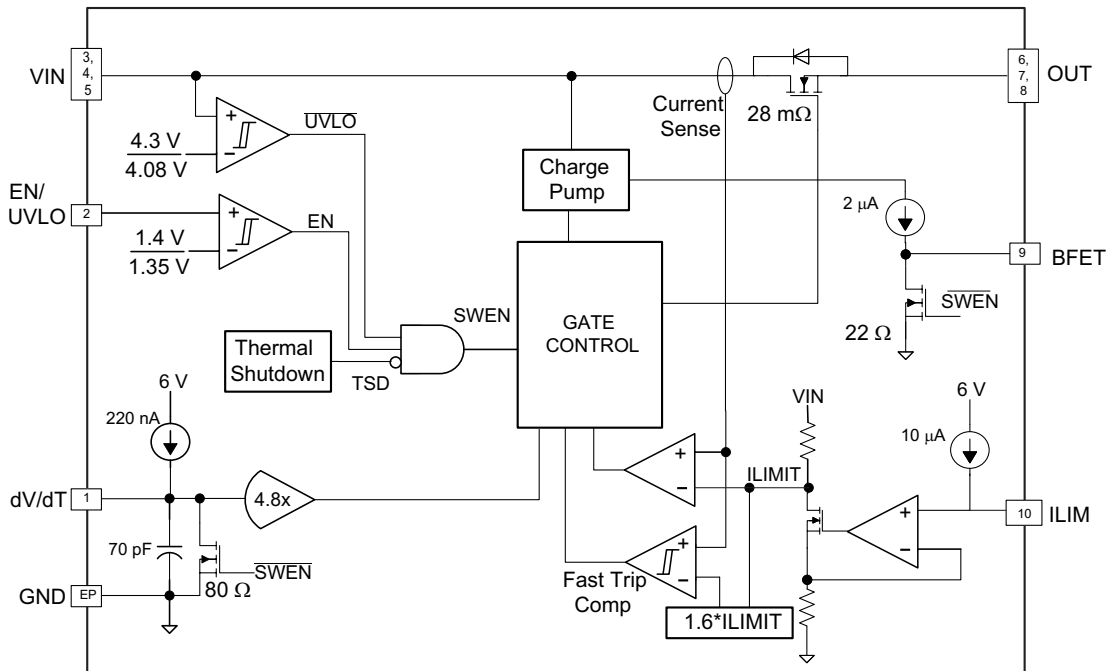 VIN
3,
4,
5
6,
7,
8
OUT
Current
Sense
28 mΩ
UVLO
4.3 V
4.08 V
Charge
Pump
EN/
UVLO
2
EN
1.4 V
1.35 V
2 μA
9
BFET
SWEN
22 Ω
SWEN
GATE
CONTROL
Thermal
Shutdown
TSD
6 V
220 nA
VIN
6 V
10 μA
dV/dT
1
4.8x
ILIMIT
10
ILIM
70 pF
SWEN
80 Ω
GND
EP
Fast Trip
Comp
1.6*ILIMIT
+
−
+
−
+
−
+
−
+
−